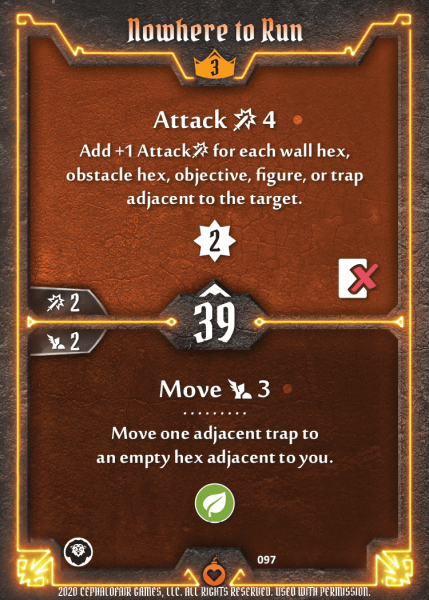 Nowhere to Run
3
Attack 4
Add +1 Attack for each wall hex,
obstacle hex, objective, figure, or trap
adjacent to the target.
2
2
39
2
Move 3
Move one adjacent trap to
an empty hex adjacent to you.
097
2020 CEPHALOFAIR GAMES, LLC. ALL RIGHTS RESERVED. USED WITH PERMISSION.